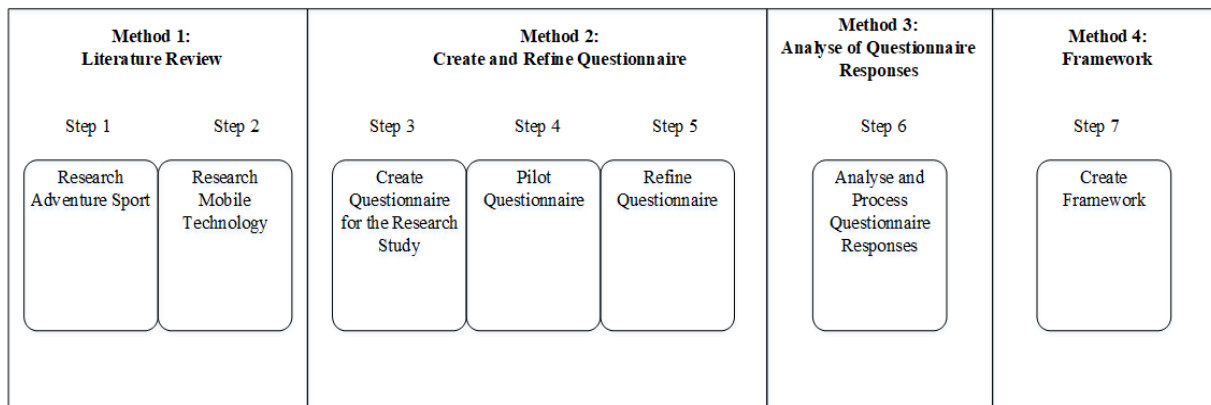 Method 1:
Literature Review
Method 2:
Create and Refine Questionnaire
Method 3:
Analyse of Questionnaire
Responses
Method 4:
Framework
Step 1
Step 2
Step 3
Step 4
Step 5
Step 6
Step 7
Research
Adventure Sport
Research
Mobile
Technology
Create
Questionnaire
for the Research
Study
Pilot
Questionnaire
Refine
Questionnaire
Analyse and
Process
Questionnaire
Responses
Create
Framework